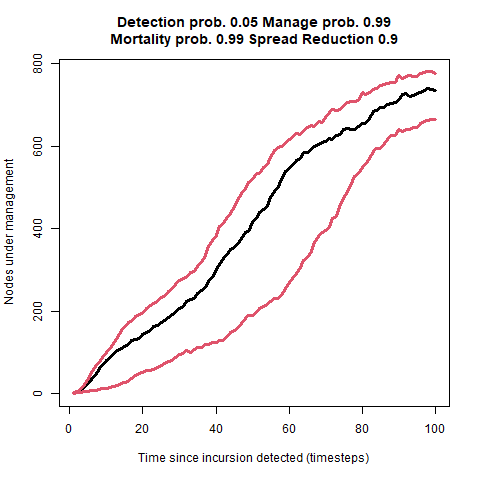 Detection prob. 0.05 Manage prob. 0.99
Mortality prob. 0.99 Spread Reduction 0.9
Nodes under management
800
600
400
200
0
0 20 40 60 80 100
Time since incursion detected (timesteps)